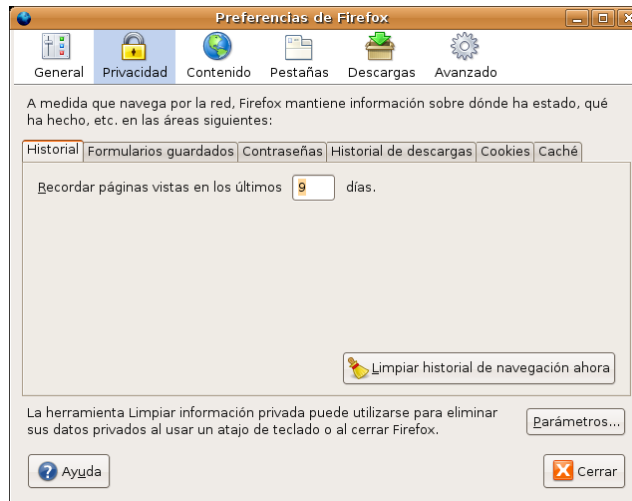 Preferencias de Firefox
General Privacidad Contenido Pestañas Descargas Avanzado
A medida que navega por la red, Firefox mantiene información sobre dónde ha estado, qué
ha hecho, etc. en las áreas siguientes:
Historial Formularios guardados Contraseñas Historial de descargas Cookies Caché
Recordar páginas vistas en los últimos 9 días.
Limpiar historial de navegación ahora
La herramienta Limpiar información privada puede utilizarse para eliminar
sus datos privados al usar un atajo de teclado o al cerrar Firefox.
Parámetros...
Ayuda Cerrar